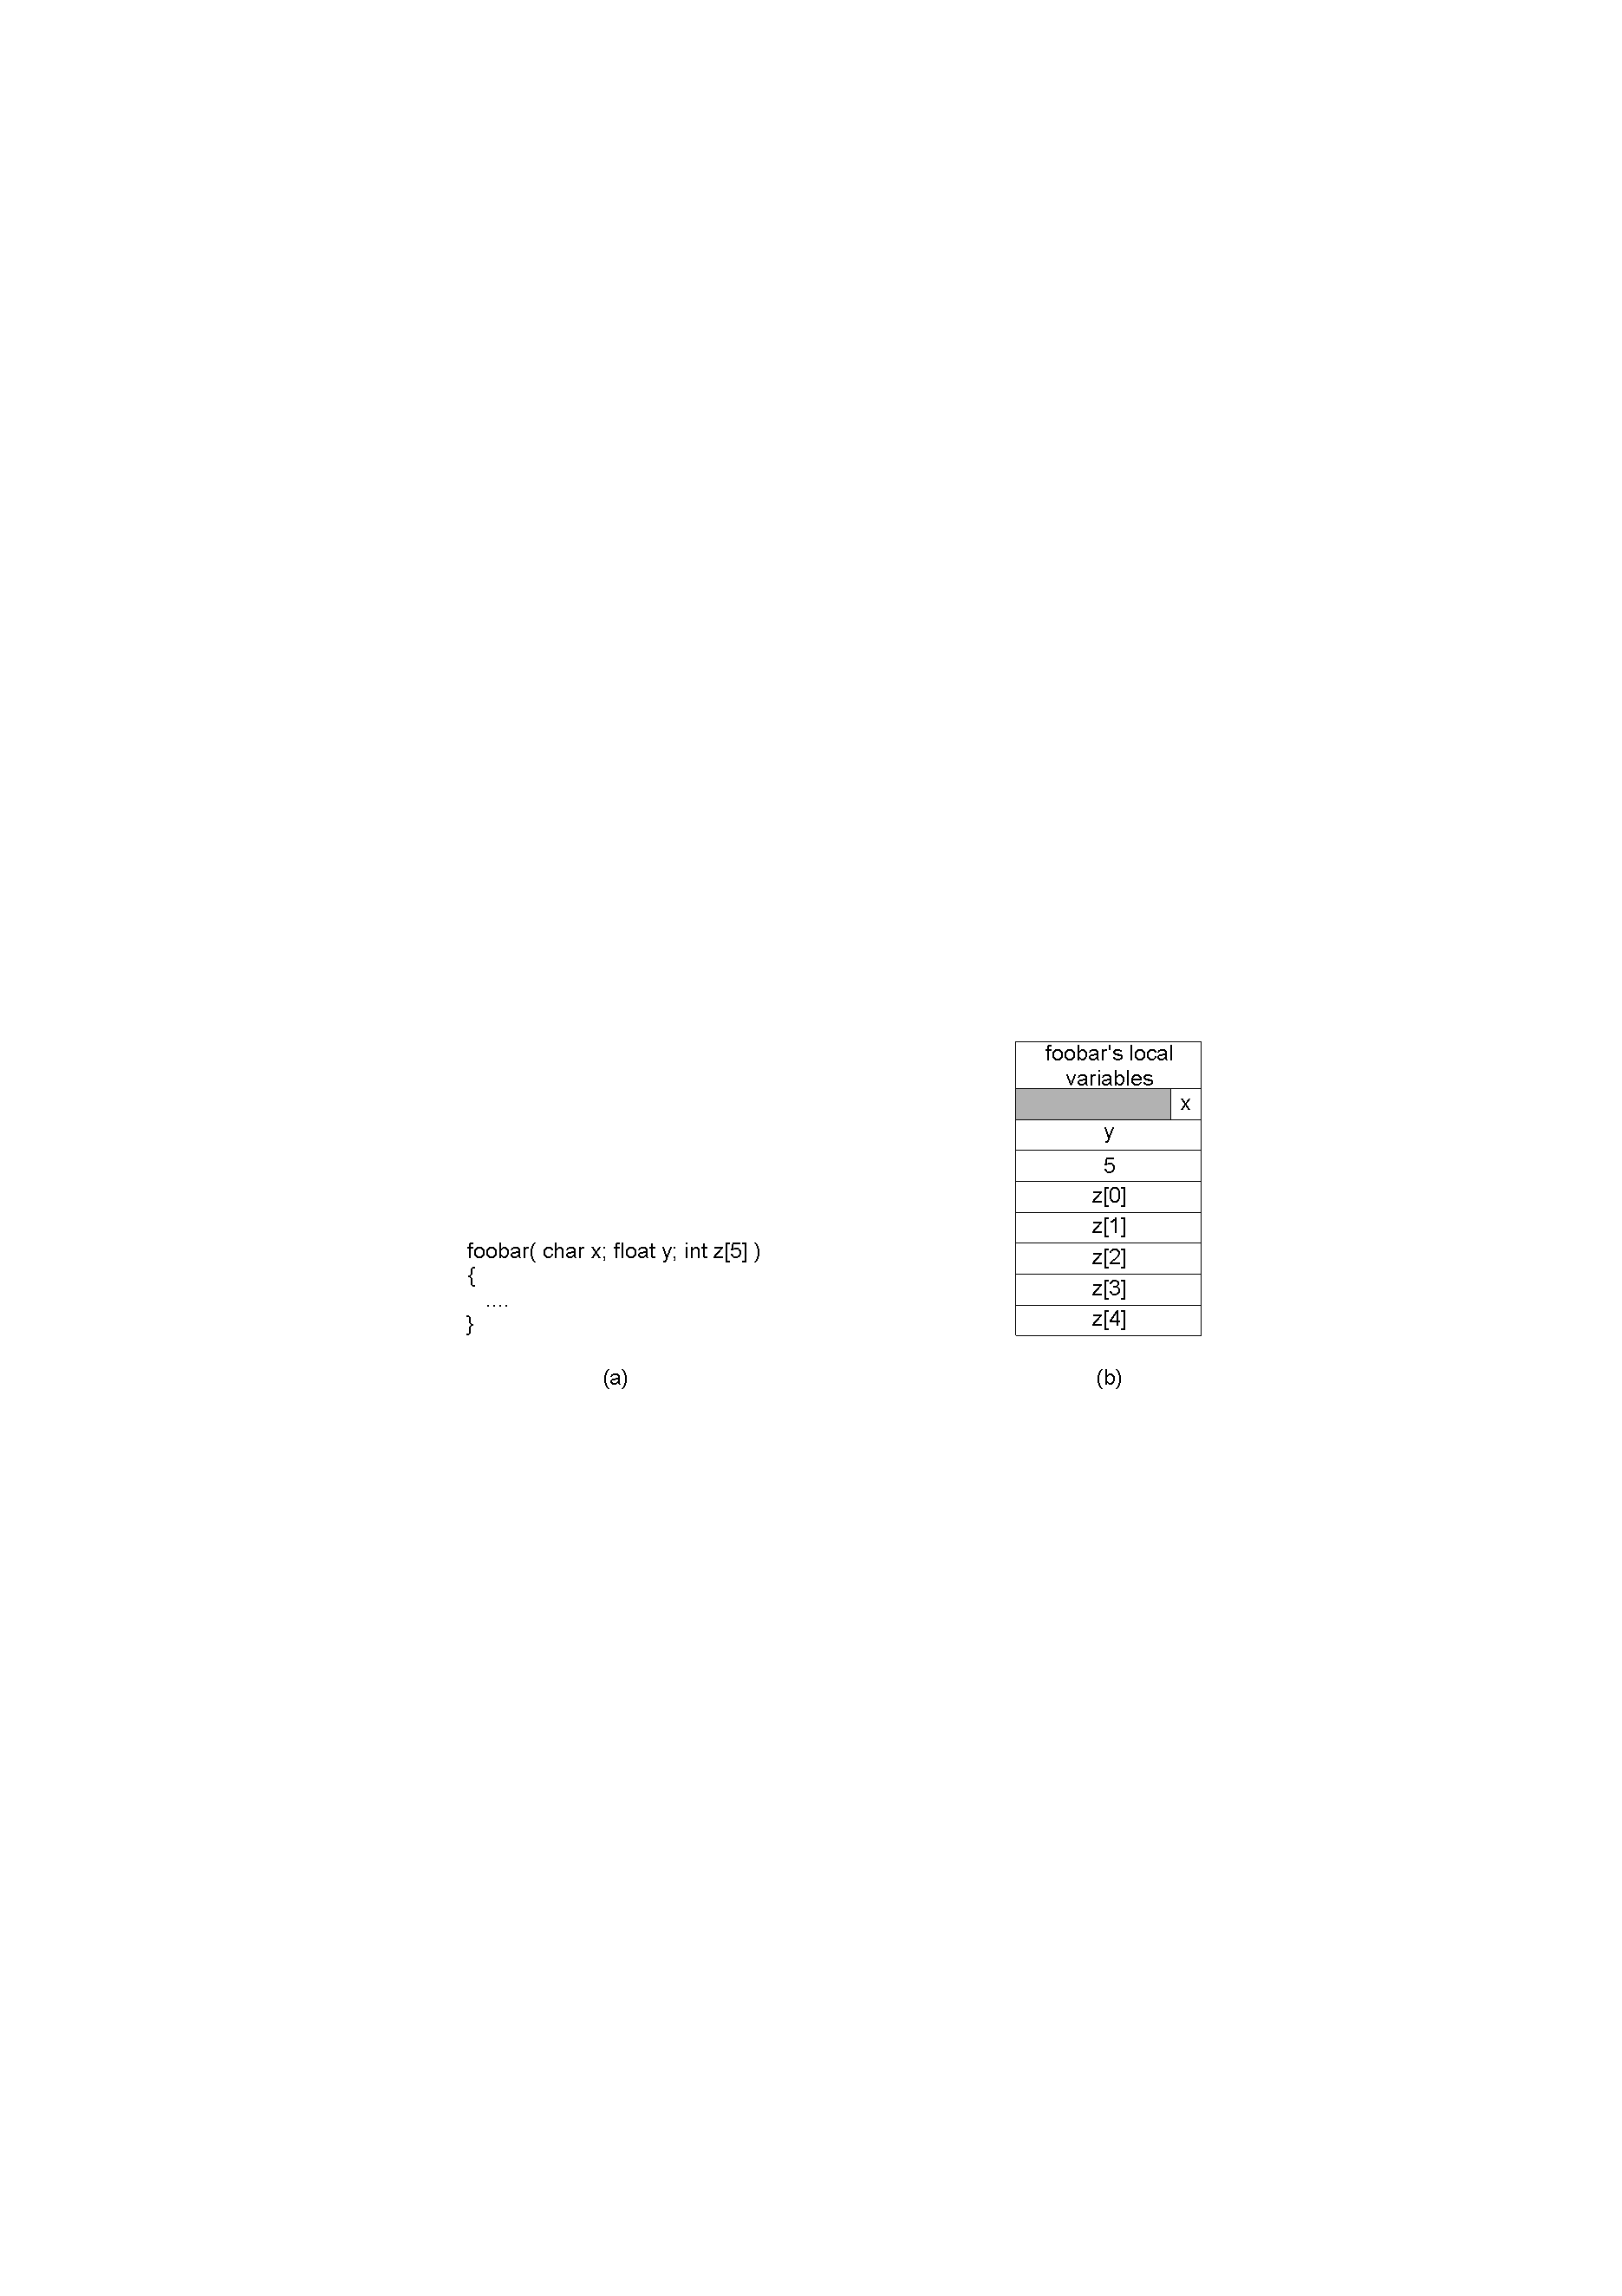 foobar( char x; float y; int z[5] )
{
....
}
(a)
foobar's local
variables
x
y
5
z[0]
z[1]
z[2]
z[3]
z[4]
(b)